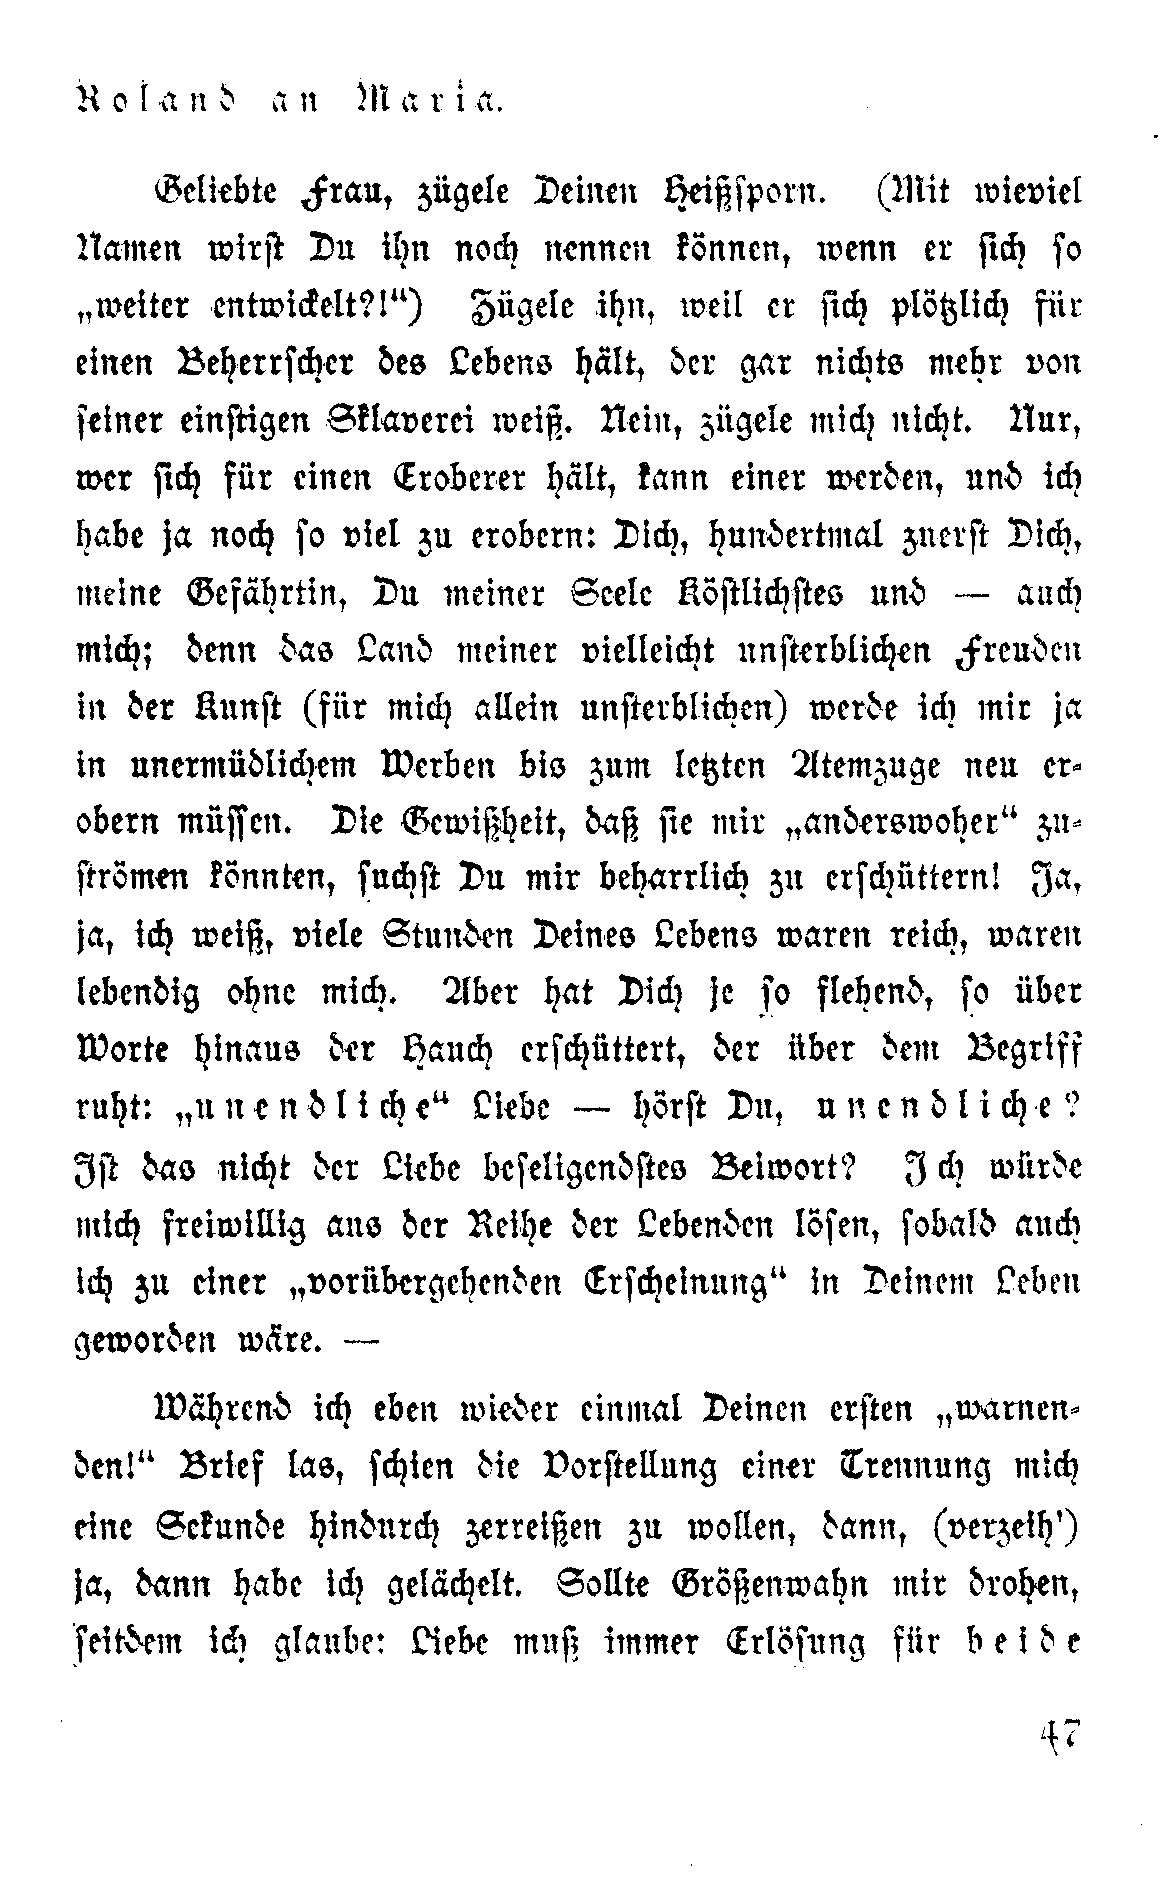 Roland an Maria.
Geliebte Frau, zügele Deinen Heißsporn. (Mit wieviel
Namen wirst Du ihn noch nennen können, wenn er sich so
„weiter entwickelt?!“) Zügele ihn, weil er sich plötzlich für
einen Beherrscher des Lebens hält, der gar nichts mehr von
seiner einstigen Sklaverei weiß. Nein, zügele mich nicht. Nur,
wer sich für einen Eroberer hält, kann einer werden, und ich
habe ja noch so viel zu erobern: Dich, hundertmal zuerst Dich,
meine Gefährtin, Du meiner Seele Köstlichstes und — auch
mich; denn das Land meiner vielleicht unsterblichen Freuden
in der Kunst (für mich allein unsterblichen) werde ich mir ja
in unermüdlichem Werben bis zum letzten Atemzuge neu er-
obern müssen. Die Gewißheit, daß sie mir „anderswoher“ zu-
strömen könnten, suchst Du mir beharrlich zu erschüttern! Ja,
ja, ich weiß, viele Stunden Deines Lebens waren reich, waren
lebendig ohne mich. Aber hat Dich je so flehend, so über
Worte hinaus der Hauch erschüttert, der über dem Begriff
ruht: „unendliche“ Liebe — hörst Du, unendliche?
Ist das nicht der Liebe beseligendstes Beiwort? Ich würde
mich freiwillig aus der Reihe der Lebenden lösen, sobald auch
ich zu einer „vorübergehenden Erscheinung“ in Deinem Leben
geworden wäre. —
Während ich eben wieder einmal Deinen ersten „warnen-
den!“ Brief las, schien die Vorstellung einer Trennung mich
eine Sekunde hindurch zerreißen zu wollen, dann, (verzeih')
ja, dann habe ich gelächelt. Sollte Größenwahn mir drohen,
seitdem ich glaube: Liebe muß immer Erlösung für beide
47